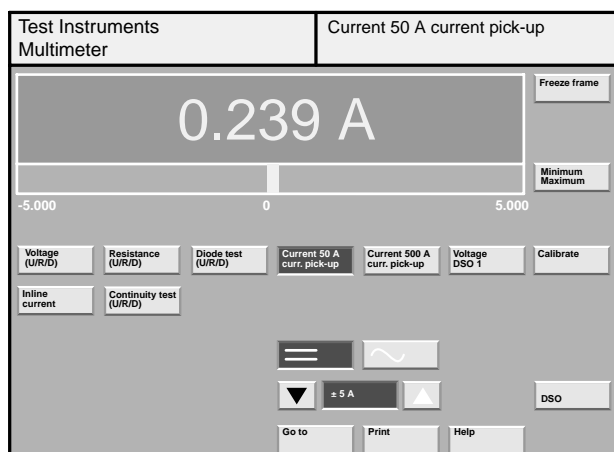 Test Instruments
Multimeter
Current 50 A current pick-up
0.239 A
Freeze frame
Minimum
Maximum
-5.000 0 5.000
Voltage
(U/R/D)
Resistance
(U/R/D)
Diode test
(U/R/D)
Current 50 A
curr. pick-up
Current 500 A
curr. pick-up
Voltage
DSO 1
Calibrate
Inline
current
Continuity test
(U/R/D)
± 5 A
DSO
Go to
Print
Help